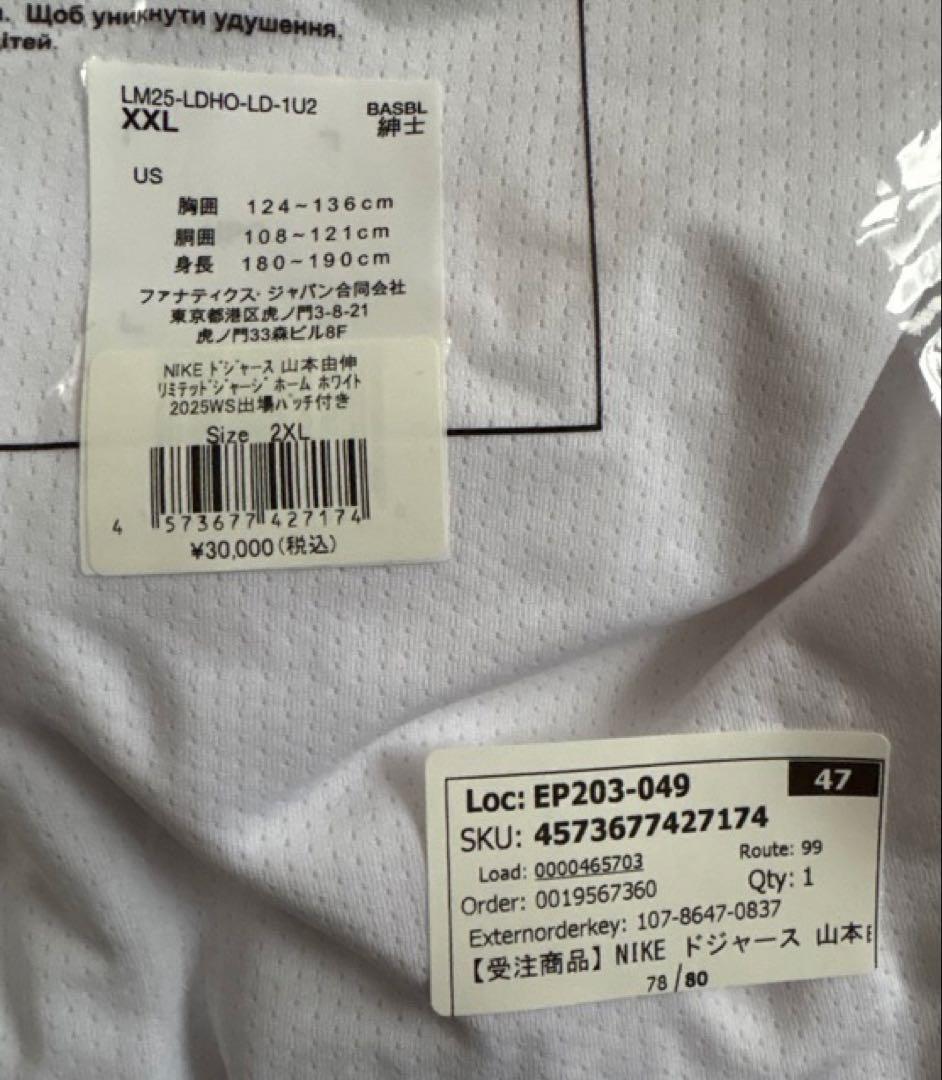 . Щоб уникнути удушення,
ітей.
LM25-LDHO-LD-1U2
XXL
BASBL
紳士
US
胸囲 124~136cm
胴囲 108~121cm
身長 180~190cm
ファナティクス・ジャパン合同会社
東京都港区虎ノ門3-8-21
虎ノ門33森ビル8F
NIKE ﾄﾞｼﾞｬｰｽ 山本由伸
ﾘﾐﾃｯﾄﾞｼﾞｬｰｼﾞ ﾎｰﾑ ﾎﾜｲﾄ
2025WS出場ﾊﾟｯﾁ付き
Size 2XL
4 573677 427174
¥30,000(税込)
47
Loc: EP203-049
SKU: 4573677427174
Load: 0000465703 Route: 99
Order: 0019567360 Qty: 1
Externorderkey: 107-8647-0837
【受注商品】NIKE ドジャース 山本
78 / 80